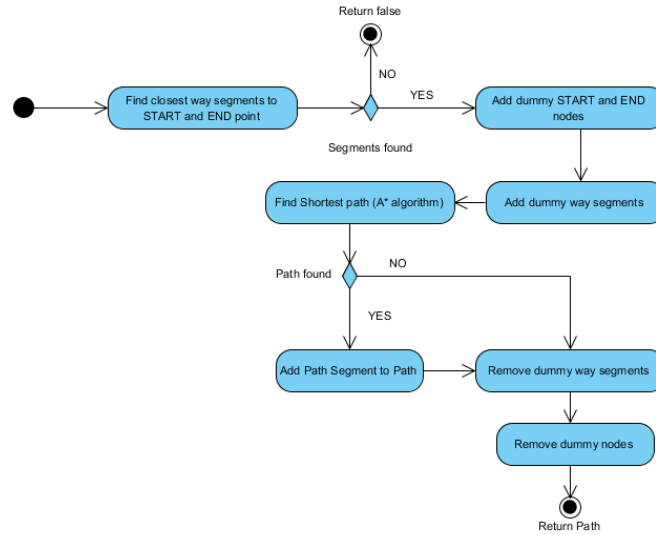 Return false
NO
YES
Find closest way segments to
START and END point
Add dummy START and END
nodes
Segments found
Find Shortest path (A* algorithm)
Add dummy way segments
Path found
NO
YES
Add Path Segment to Path
Remove dummy way segments
Remove dummy nodes
Return Path